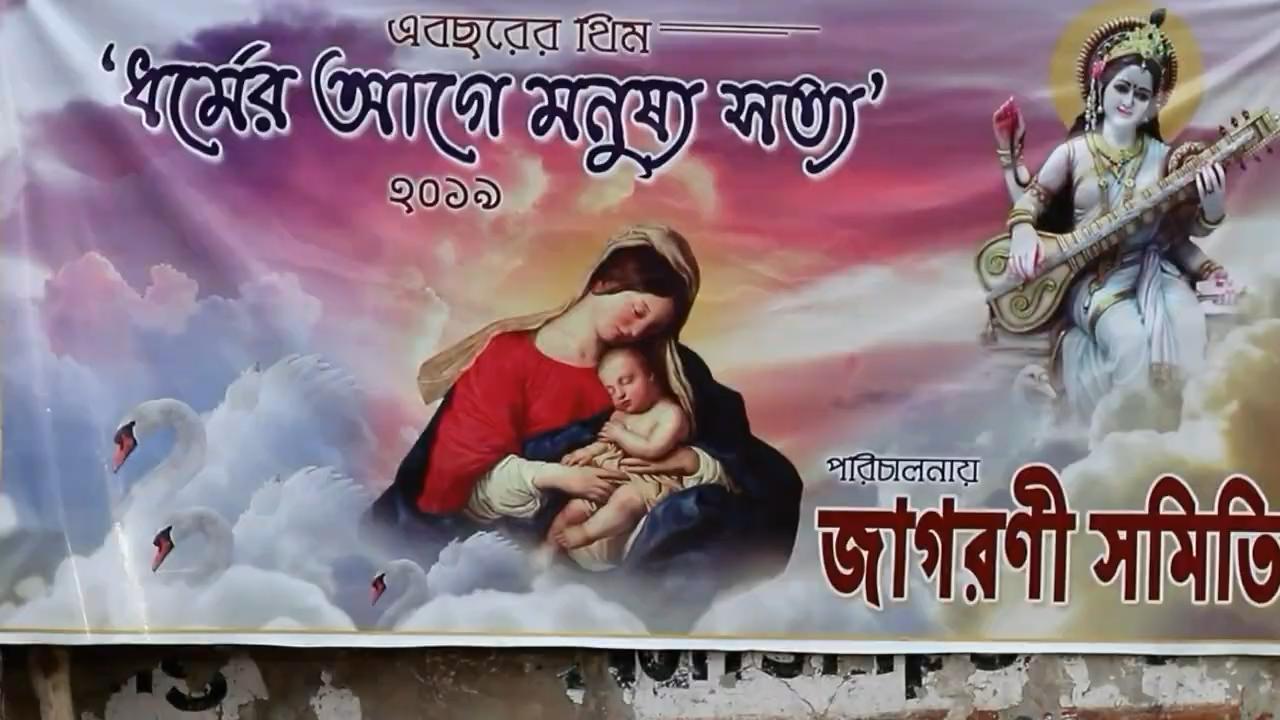 এবছরের থিম
‘ধর্মের আগে মনুষ্য সত্য’
২০১৯
পরিচালনায়
জাগরণী সমিতি